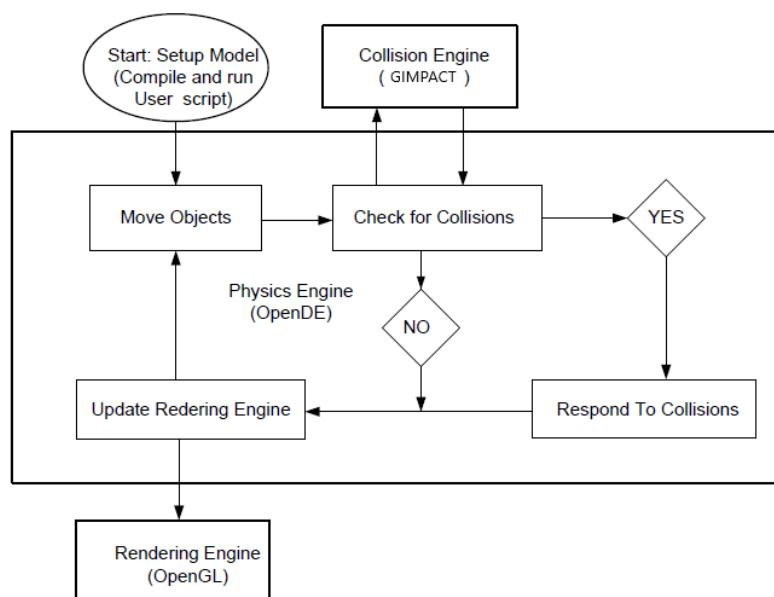 Start: Setup Model
(Compile and run
User script)
Collision Engine
( GIMPACT )
Move Objects
Check for Collisions
YES
Physics Engine
(OpenDE)
NO
Update Redering Engine
Respond To Collisions
Rendering Engine
(OpenGL)